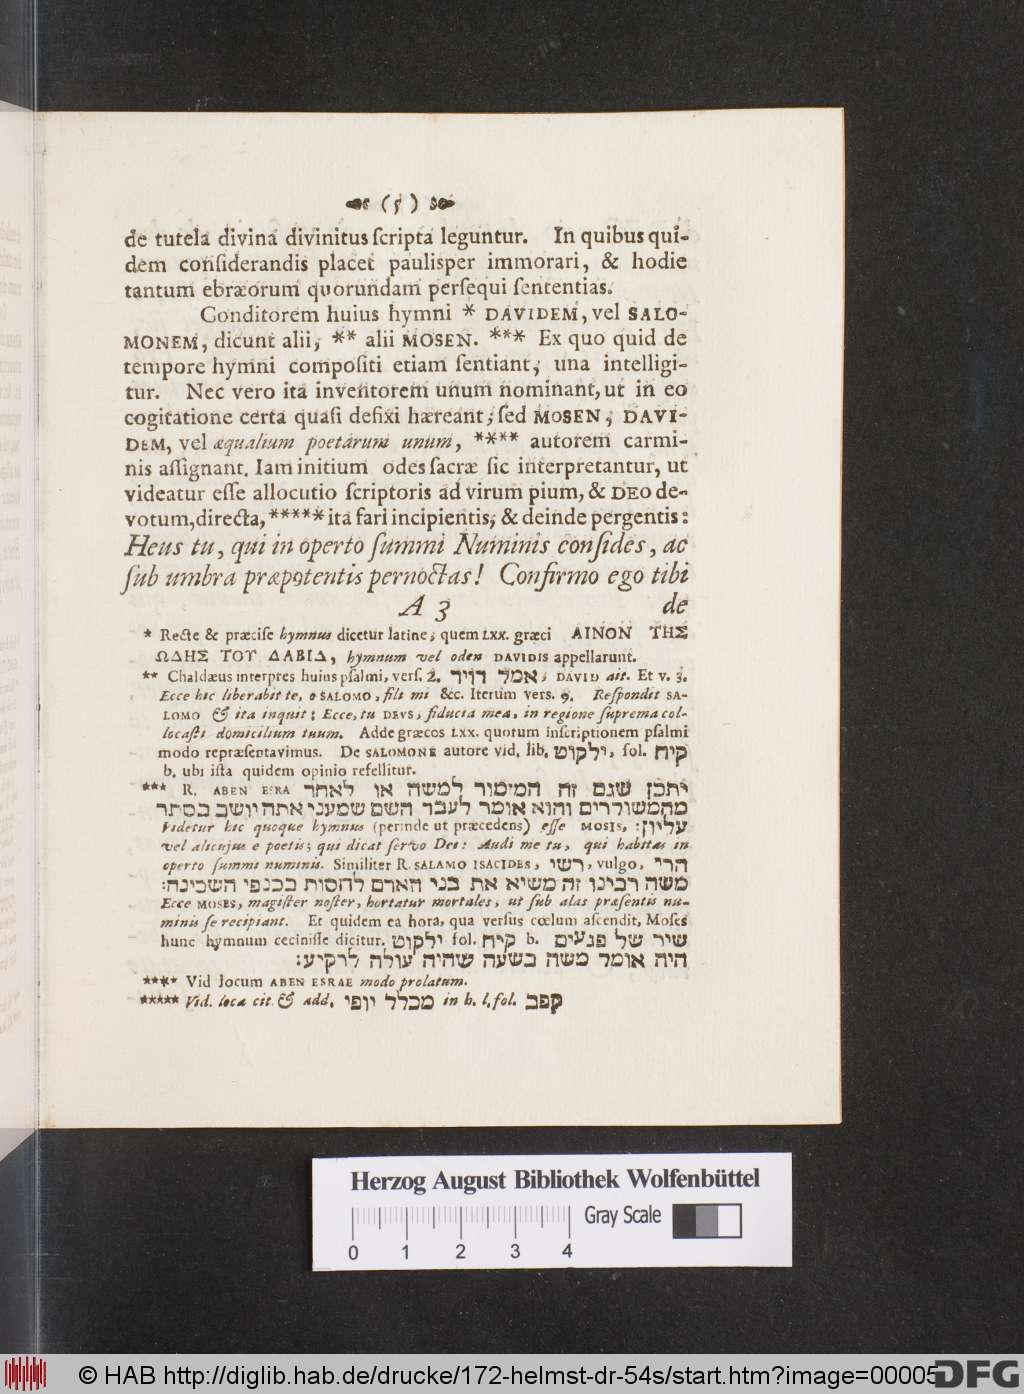 ( 5 )
de tutela divina divinitus ſcripta leguntur. In quibus qui-
dem conſiderandis placet pauliſper immorari, & hodie
tantum ebræorum quorundam perſequi ſententias.
Conditorem huius hymni * DAVIDEM, vel SALO-
MONEM, dicunt alii, ** alii MOSEN. *** Ex quo quid de
tempore hymni compoſiti etiam ſentiant, una intelligi-
tur. Nec vero ita inventorem unum nominant, ut in eo
cogitatione certa quaſi defixi hæreant, ſed MOSEN, DAVI-
DEM, vel æqualium poetarum unum, **** autorem carmi-
nis aſſignant. Iam initium odes ſacræ ſic interpretantur, ut
videatur eſſe allocutio ſcriptoris ad virum pium, & DEO de-
votum, directa, ***** ita fari incipientis, & deinde pergentis:
Heus tu, qui in operto ſummi Numinis conſides, ac
ſub umbra præpotentis pernoctas! Confirmo ego tibi
A 3 de
* Recte & præciſe hymnus dicetur latine, quem LXX. græci ΑΙΝΟΝ ΤΗΣ
ΩΔΗΣ ΤΟΥ ΔΑΒΙΔ, hymnum vel oden DAVIDIS appellarunt.
** Chaldæus interpres huius pſalmi, verſ. 2. אמר דויד, DAVID ait. Et v. 3.
Ecce hic liberabit te, o SALOMO, fili mi &c. Iterum vers. 9. Reſpondit SA-
LOMO & ita inquit: Ecce, tu DEVS, fiducia mea, in regione ſuprema col-
locaſti domicilium tuum. Adde græcos LXX. quorum inſcriptionem pſalmi
modo repræſentavimus. De SALOMONE autore vid. lib. ילקוט, fol. קיח
b. ubi iſta quidem opinio refellitur.
*** R. ABEN ESRA יתכן שגם זה המזמור למשה או לאחר
מהמשוררים והוא אומר לעבד השם שמעני אתה יושב בסתר
עליון: Videtur hic quoque hymnus (perinde ut præcedens) eſſe MOSIS,
vel alicujus e poetis, qui dicat ſervo Dei: Audi me tu, qui habitas in
operto ſummi numinis. Similiter R. SALAMO ISACIDES, רשי, vulgo, הרי
משה רבינו זה משיא את בני האדם לחסות בכנפי השכינה:
Ecce MOSES, magiſter noſter, hortatur mortales, ut ſub alas præſentis nu-
minis ſe recipiant. Et quidem ea hora, qua verſus cœlum aſcendit, Moſes
hunc hymnum ceciniſſe dicitur. ילקוט fol. קיח b. שיר של פגעים
היה אומר משה בשעה שהיה עולה לרקיע:
**** Vid locum ABEN ESRAE modo prolatum.
***** Vid. loca cit. & add. מכלל יופי in h. l. fol. קפב
Herzog August Bibliothek Wolfenbüttel
Gray Scale
0 1 2 3 4
© HAB http://diglib.hab.de/drucke/172-helmst-dr-54s/start.htm?image=00005
DFG